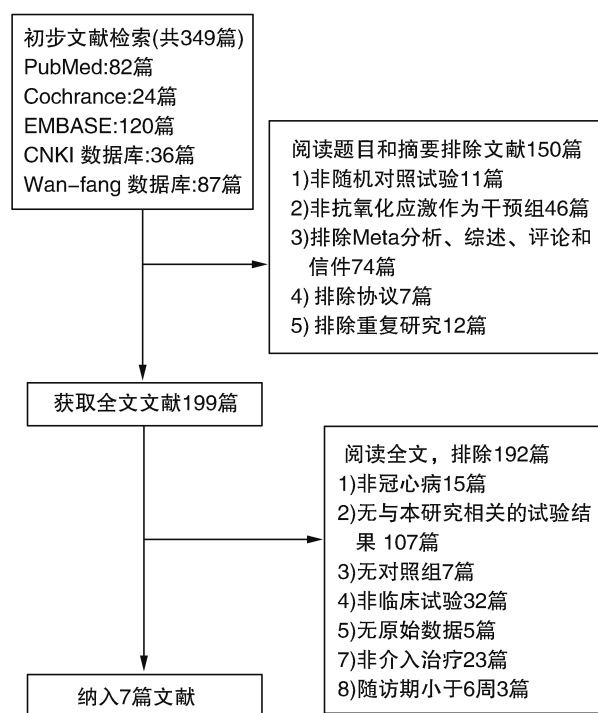 初步文献检索(共349篇)
PubMed:82篇
Cochrance:24篇
EMBASE:120篇
CNKI 数据库:36篇
Wan-fang 数据库:87篇
阅读题目和摘要排除文献150篇
1)非随机对照试验11篇
2)非抗氧化应激作为干预组46篇
3)排除Meta分析、综述、评论和
信件74篇
4) 排除协议7篇
5) 排除重复研究12篇
获取全文文献199篇
阅读全文，排除192篇
1)非冠心病15篇
2)无与本研究相关的试验结
果 107篇
3)无对照组7篇
4)非临床试验32篇
5)无原始数据5篇
7)非介入治疗23篇
8)随访期小于6周3篇
纳入7篇文献